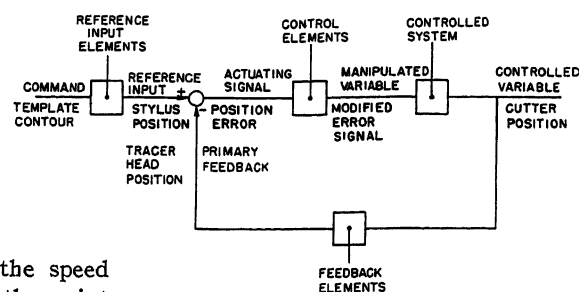 REFERENCE
INPUT
ELEMENTS
CONTROL
ELEMENTS
CONTROLLED
SYSTEM
COMMAND
TEMPLATE
CONTOUR
REFERENCE
INPUT
+
STYLUS
POSITION
-
ACTUATING
SIGNAL
POSITION
ERROR
MANIPULATED
VARIABLE
MODIFIED
ERROR
SIGNAL
CONTROLLED
VARIABLE
CUTTER
POSITION
TRACER
HEAD
POSITION
PRIMARY
FEEDBACK
FEEDBACK
ELEMENTS
the speed